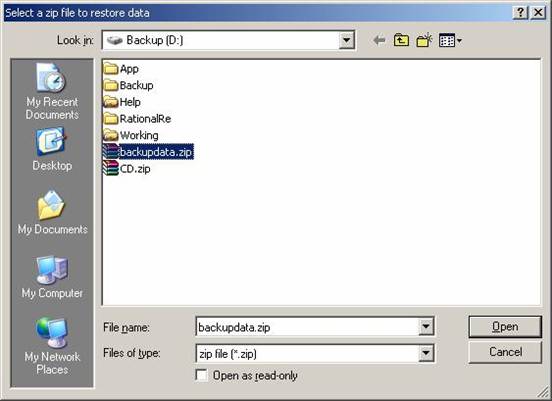 Select a zip file to restore data
Look in: Backup (D:)
My Recent
Documents
Desktop
My Documents
My Computer
My Network
Places
App
Backup
Help
RationalRe
Working
backupdata.zip
CD.zip
File name: backupdata.zip Open
Files of type: zip file (*.zip) Cancel
Open as read-only